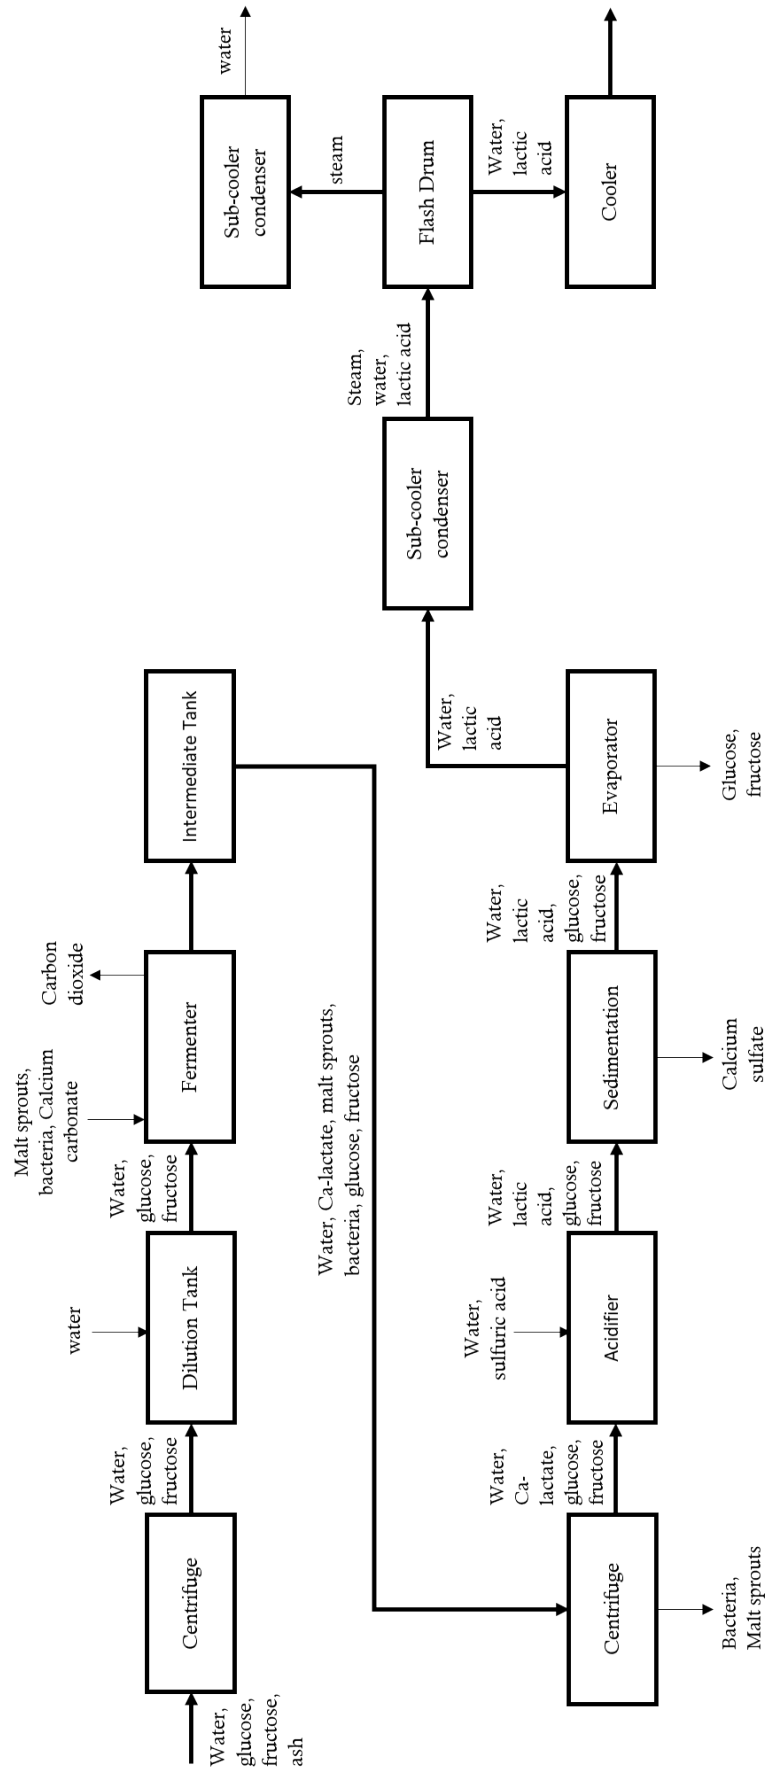 Water,
glucose,
fructose,
ash
Centrifuge
Water,
glucose,
fructose
Dilution Tank
water
Water,
glucose,
fructose
Malt sprouts,
bacteria, Calcium
carbonate
Fermenter
Carbon
dioxide
Intermediate Tank
Water, Ca-lactate, malt sprouts,
bacteria, glucose, fructose
Centrifuge
Bacteria,
Malt sprouts
Water,
Ca-
lactate,
glucose,
fructose
Water,
sulfuric acid
Acidifier
Water,
lactic
acid,
glucose,
fructose
Sedimentation
Calcium
sulfate
Water,
lactic
acid,
glucose,
fructose
Evaporator
Glucose,
fructose
Water,
lactic
acid
Sub-cooler
condenser
Steam,
water,
lactic acid
Flash Drum
steam
Sub-cooler
condenser
water
Water,
lactic
acid
Cooler